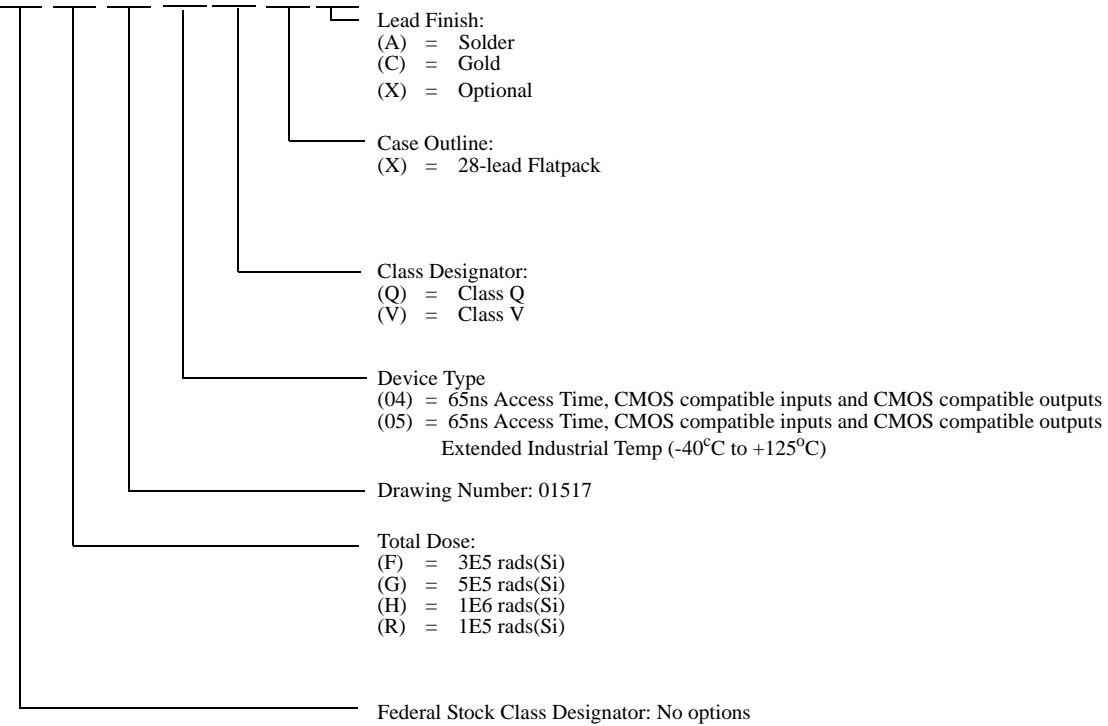 Lead Finish:
(A) = Solder
(C) = Gold
(X) = Optional
Case Outline:
(X) = 28-lead Flatpack
Class Designator:
(Q) = Class Q
(V) = Class V
Device Type
(04) = 65ns Access Time, CMOS compatible inputs and CMOS compatible outputs
(05) = 65ns Access Time, CMOS compatible inputs and CMOS compatible outputs
Extended Industrial Temp (-40ᶜC to +125ᵒC)
Drawing Number: 01517
Total Dose:
(F) = 3E5 rads(Si)
(G) = 5E5 rads(Si)
(H) = 1E6 rads(Si)
(R) = 1E5 rads(Si)
Federal Stock Class Designator: No options